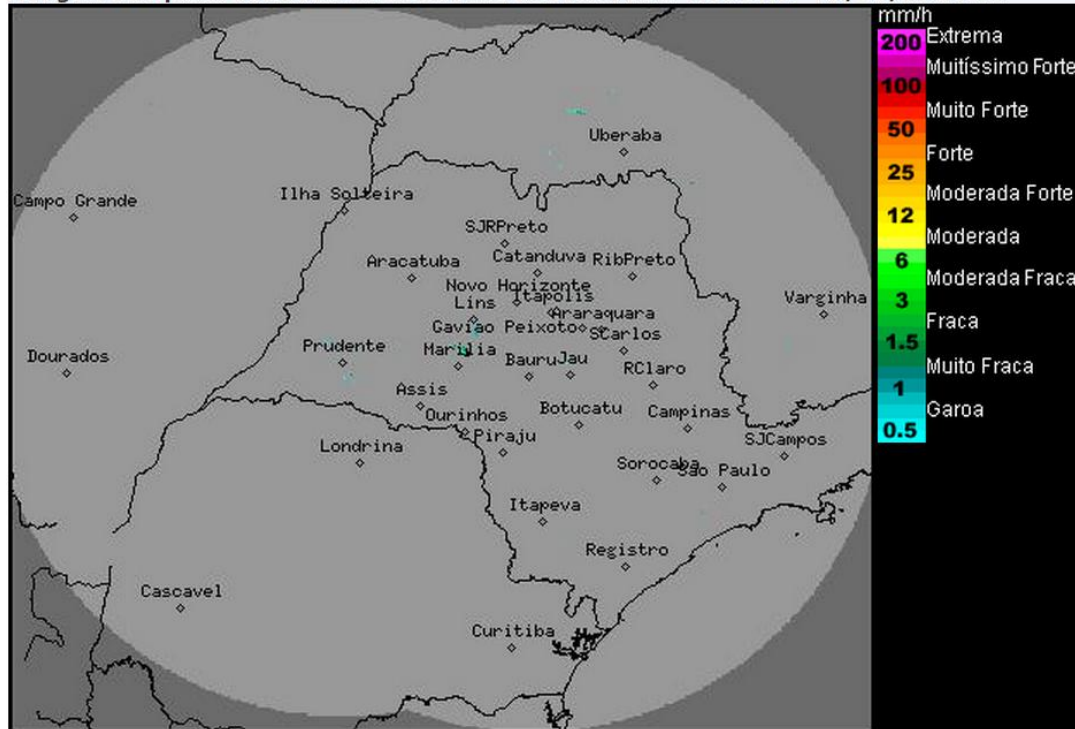 mm/h
200 Extrema
Muitíssimo Forte
100
Muito Forte
50
Forte
25
Moderada Forte
12
Moderada
6
Moderada Fraca
3
Fraca
1.5
Muito Fraca
1
Garoa
0.5
Uberaba
Ilha Solteira
Campo Grande
SJRPreto
Catanduva
RibPreto
Aracatuba
Novo Horizonte
Itapolis
Lins
Varginha
Araraquara
Gaviao Peixoto
SCarlos
Prudente
Marilia
Dourados
Bauru
Jau
RClaro
Assis
Botucatu
Campinas
Ourinhos
Piraju
SJCampos
Londrina
Sorocaba
Sao Paulo
Itapeva
Registro
Cascavel
Curitiba